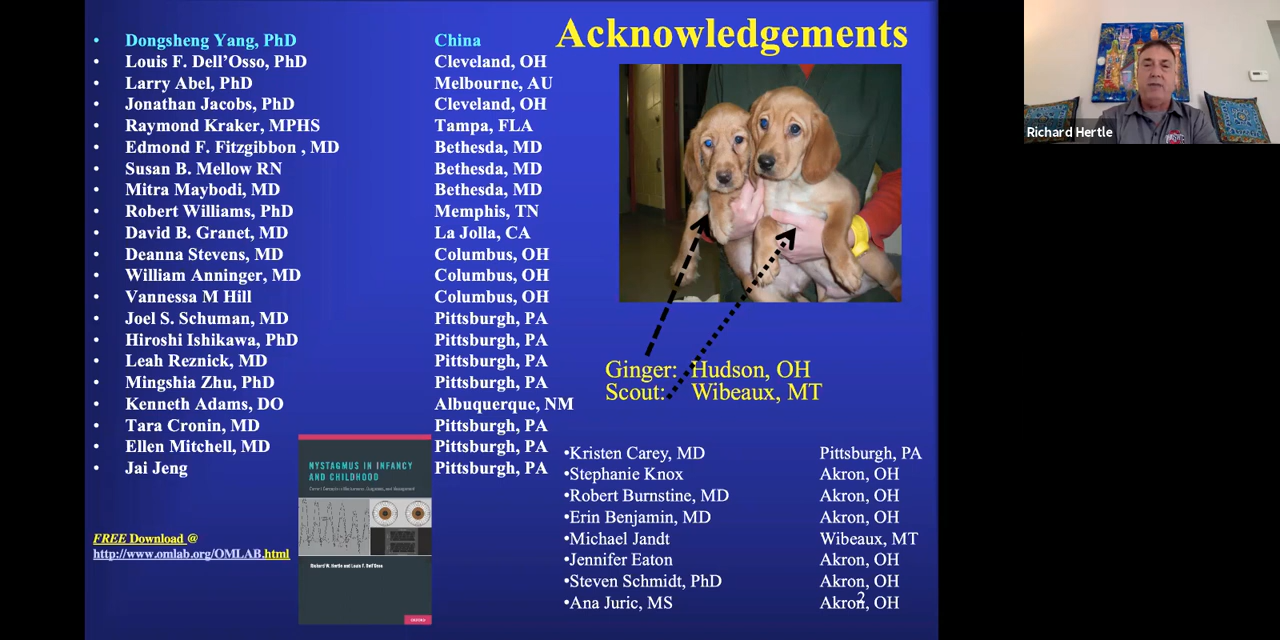 Acknowledgements
• Dongsheng Yang, PhD China
• Louis F. Dell'Osso, PhD Cleveland, OH
• Larry Abel, PhD Melbourne, AU
• Jonathan Jacobs, PhD Cleveland, OH
• Raymond Kraker, MPHS Tampa, FLA
• Edmond F. Fitzgibbon , MD Bethesda, MD
• Susan B. Mellow RN Bethesda, MD
• Mitra Maybodi, MD Bethesda, MD
• Robert Williams, PhD Memphis, TN
• David B. Granet, MD La Jolla, CA
• Deanna Stevens, MD Columbus, OH
• William Anninger, MD Columbus, OH
• Vannessa M Hill Columbus, OH
• Joel S. Schuman, MD Pittsburgh, PA
• Hiroshi Ishikawa, PhD Pittsburgh, PA
• Leah Reznick, MD Pittsburgh, PA
• Mingshia Zhu, PhD Pittsburgh, PA
• Kenneth Adams, DO Albuquerque, NM
• Tara Cronin, MD Pittsburgh, PA
• Ellen Mitchell, MD Pittsburgh, PA
• Jai Jeng Pittsburgh, PA
Ginger: Hudson, OH
Scout: Wibeaux, MT
•Kristen Carey, MD Pittsburgh, PA
•Stephanie Knox Akron, OH
•Robert Burnstine, MD Akron, OH
•Erin Benjamin, MD Akron, OH
•Michael Jandt Wibeaux, MT
•Jennifer Eaton Akron, OH
•Steven Schmidt, PhD Akron, OH
•Ana Juric, MS Akron, OH
2
FREE Download @
http://www.omlab.org/OMLAB.html
NYSTAGMUS IN INFANCY
AND CHILDHOOD
Richard W. Hertle and Louis F. Dell'Osso
OXFORD
Richard Hertle